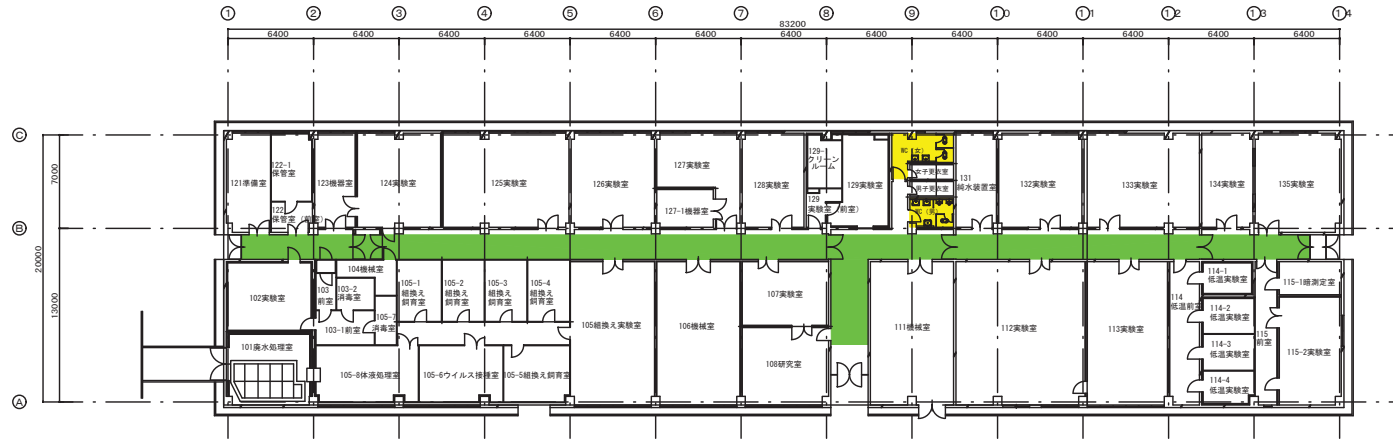 ① ② ③ ④ ⑤ ⑥ ⑦ ⑧ ⑨ 10 11 12 13 14
83200
6400 6400 6400 6400 6400 6400 6400 6400 6400 6400 6400 6400 6400
Ⓒ
7000
Ⓑ
20000
13000
Ⓐ
121準備室
122-1
保管室
122
保管室(前室)
123機器室
124実験室
125実験室
126実験室
127実験室
127-1機器室
128実験室
129-1
クリーン
ルーム
129
実験室(前室)
129実験室
WC(女)
女子更衣室
男子更衣室
WC(男)
131
純水装置室
132実験室
133実験室
134実験室
135実験室
102実験室
101廃水処理室
103
前室
103-1前室
103-2
消毒室
104機械室
105-7
消毒室
105-1
組換え
飼育室
105-2
組換え
飼育室
105-3
組換え
飼育室
105-4
組換え
飼育室
105-8体液処理室
105-6ウイルス接種室
105-5組換え飼育室
105組換え実験室
106機械室
107実験室
108研究室
111機械室
112実験室
113実験室
114
低温前室
114-1
低温実験室
114-2
低温実験室
114-3
低温実験室
114-4
低温実験室
115
前室
115-1暗測定室
115-2実験室